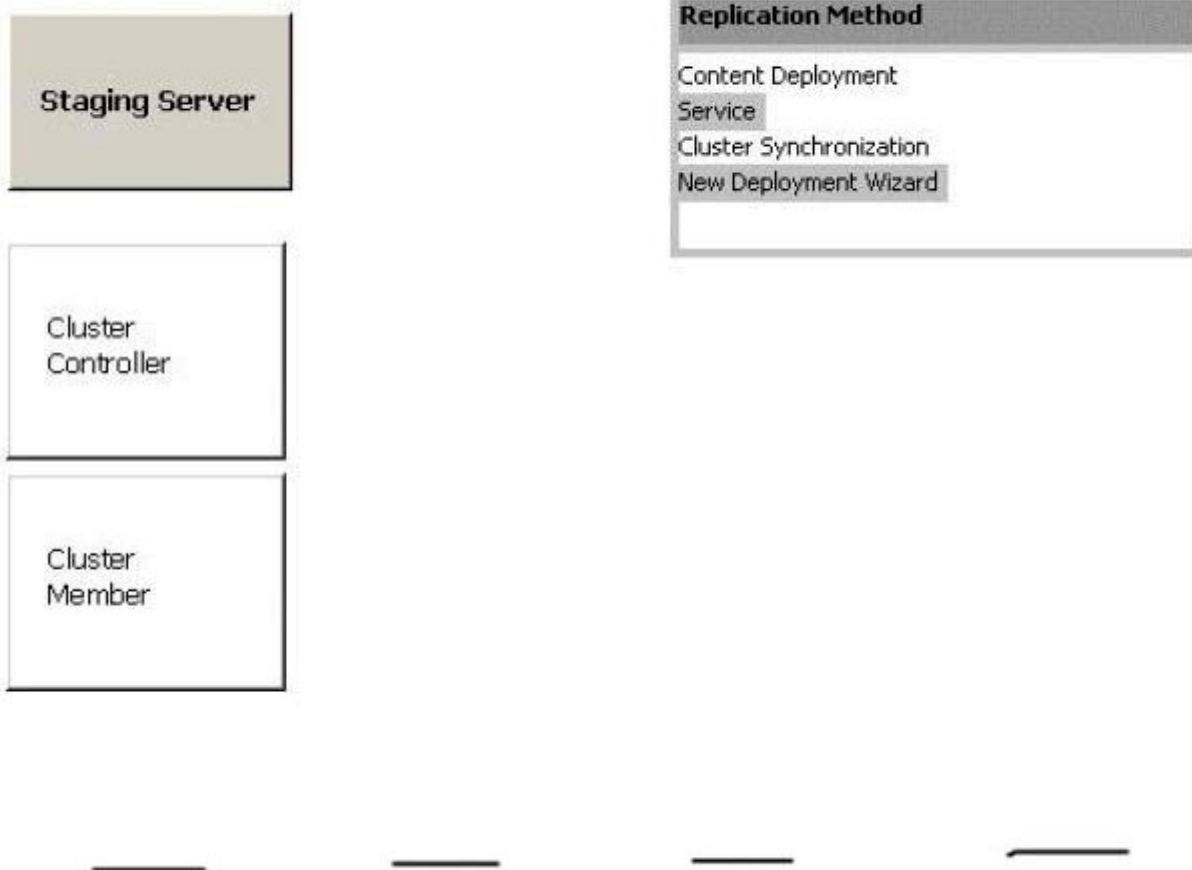 Staging Server
Cluster
Controller
Cluster
Member
Replication Method
Content Deployment
Service
Cluster Synchronization
New Deployment Wizard